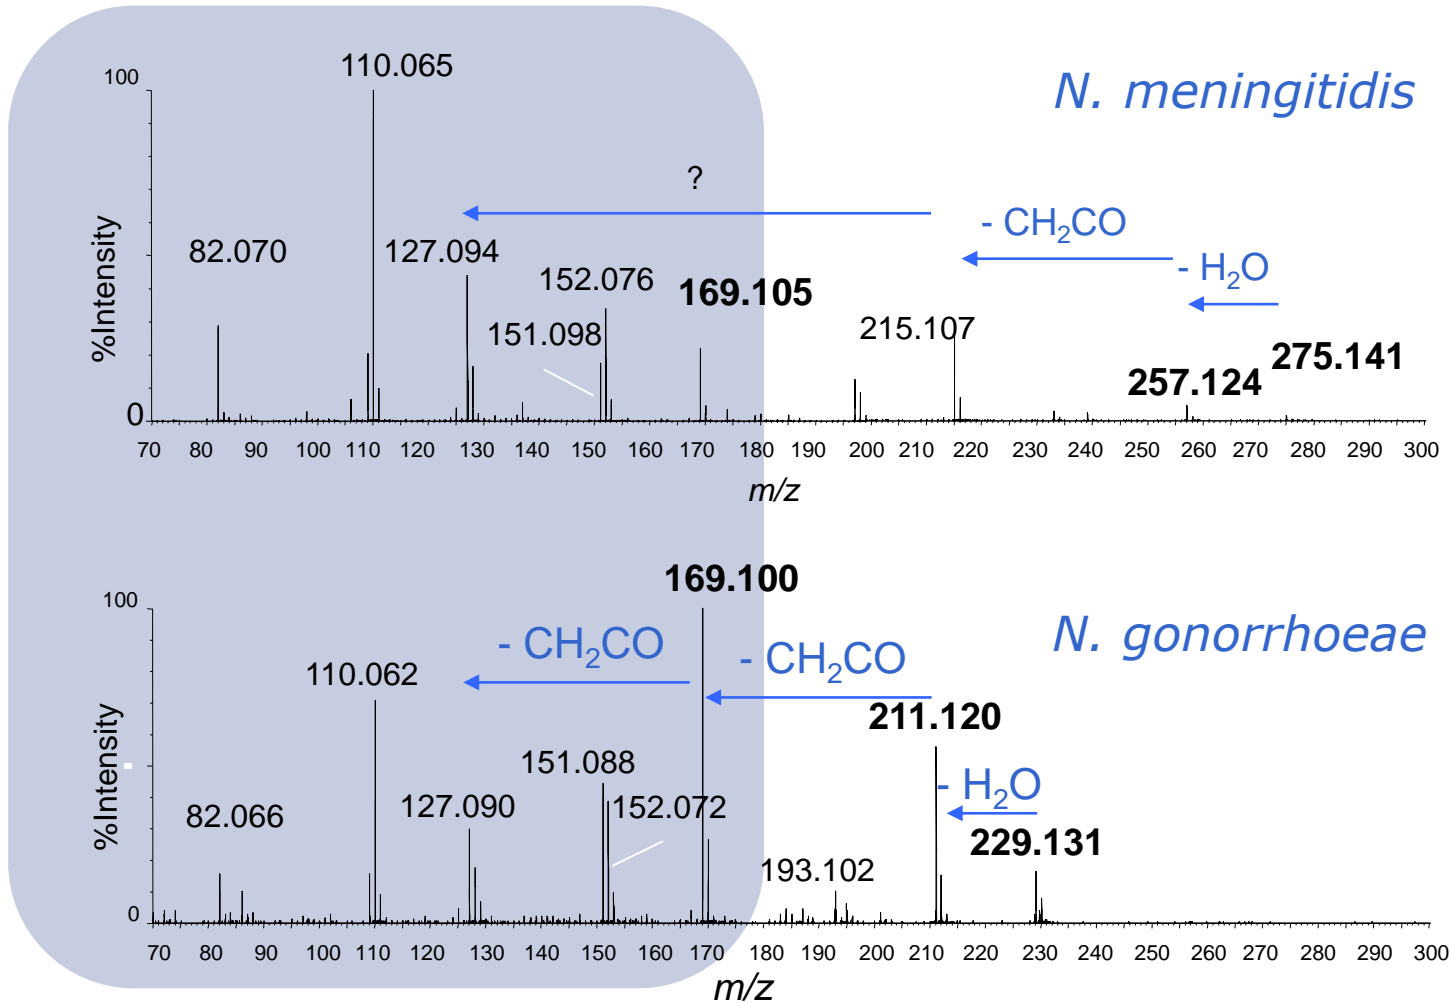 N. meningitidis
100
110.065
?
- CH₂CO
- H₂O
82.070
127.094
152.076
169.105
151.098
215.107
257.124
275.141
%Intensity
0
70 80 90 100 110 120 130 140 150 160 170 180 190 200 210 220 230 240 250 260 270 280 290 300
m/z
N. gonorrhoeae
100
169.100
- CH₂CO
- CH₂CO
110.062
211.120
151.088
- H₂O
82.066
127.090
152.072
229.131
193.102
%Intensity
0
70 80 90 100 110 120 130 140 150 160 170 180 190 200 210 220 230 240 250 260 270 280 290 300
m/z